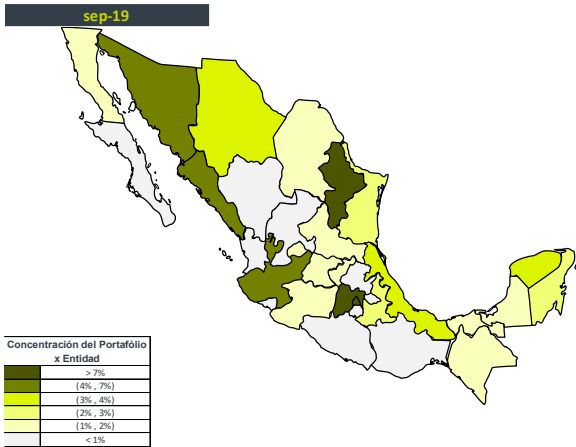 sep-19
Concentración del Portafólio
x Entidad
> 7%
(4% , 7%)
(3% , 4%)
(2% , 3%)
(1% , 2%)
< 1%